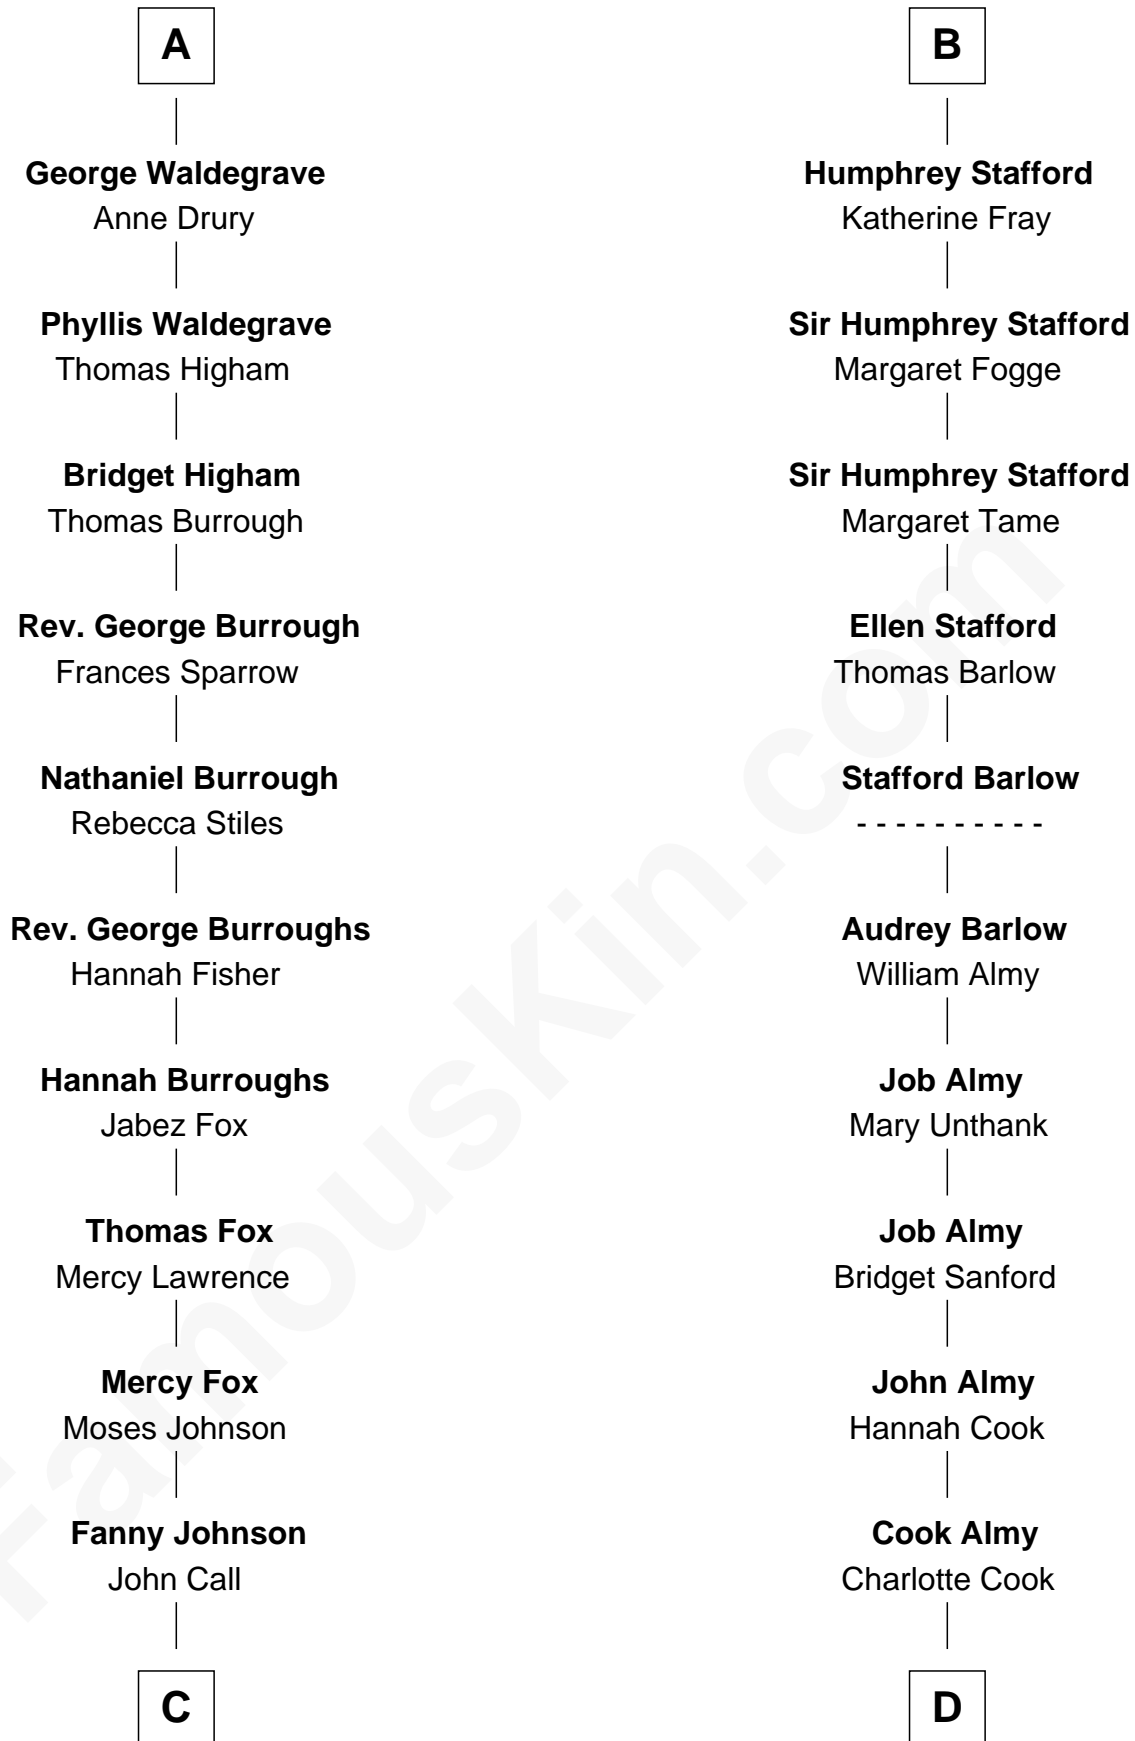 A
George Waldegrave
Anne Drury
Phyllis Waldegrave
Thomas Higham
Bridget Higham
Thomas Burrough
Rev. George Burrough
Frances Sparrow
Nathaniel Burrough
Rebecca Stiles
Rev. George Burroughs
Hannah Fisher
Hannah Burroughs
Jabez Fox
Thomas Fox
Mercy Lawrence
Mercy Fox
Moses Johnson
Fanny Johnson
John Call
C
B
Humphrey Stafford
Katherine Fray
Sir Humphrey Stafford
Margaret Fogge
Sir Humphrey Stafford
Margaret Tame
Ellen Stafford
Thomas Barlow
Stafford Barlow
- - - - - - - - - -
Audrey Barlow
William Almy
Job Almy
Mary Unthank
Job Almy
Bridget Sanford
John Almy
Hannah Cook
Cook Almy
Charlotte Cook
D
FamousKin.com